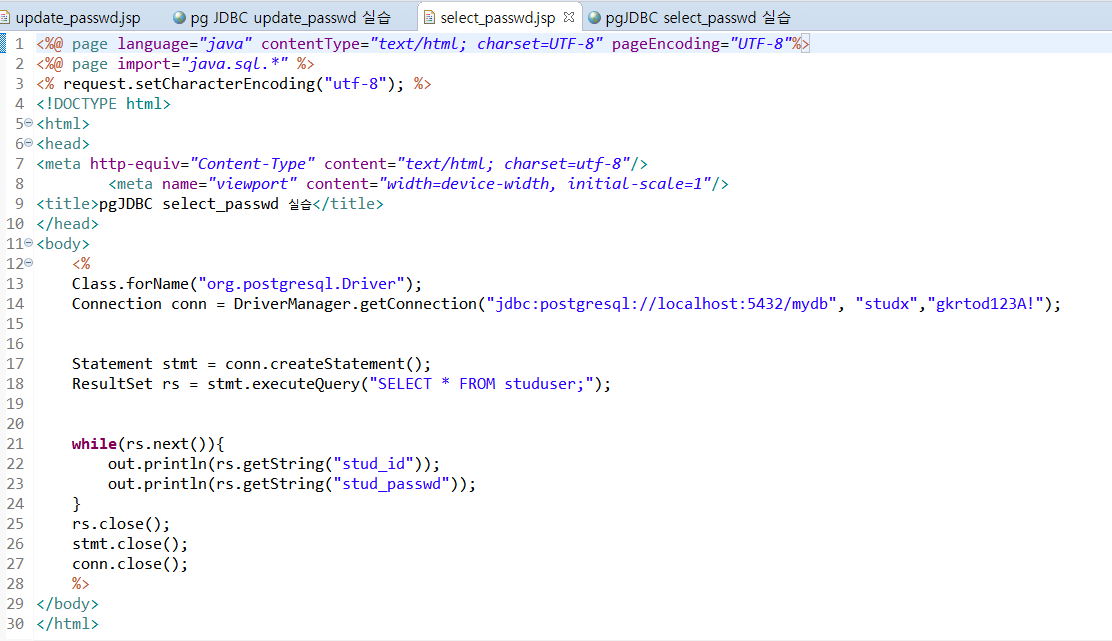 update_passwd.jsp pg JDBC update_passwd 실습 select_passwd.jsp pgJDBC select_passwd 실습
1 <%@ page language="java" contentType="text/html; charset=UTF-8" pageEncoding="UTF-8"%>
2 <%@ page import="java.sql.*" %>
3 <% request.setCharacterEncoding("utf-8"); %>
4 <!DOCTYPE html>
5 <html>
6 <head>
7 <meta http-equiv="Content-Type" content="text/html; charset=utf-8"/>
8 <meta name="viewport" content="width=device-width, initial-scale=1"/>
9 <title>pgJDBC select_passwd 실습</title>
10 </head>
11 <body>
12 <%
13 Class.forName("org.postgresql.Driver");
14 Connection conn = DriverManager.getConnection("jdbc:postgresql://localhost:5432/mydb", "studx","gkrtod123A!");
15
16
17 Statement stmt = conn.createStatement();
18 ResultSet rs = stmt.executeQuery("SELECT * FROM studuser;");
19
20
21 while(rs.next()){
22 out.println(rs.getString("stud_id"));
23 out.println(rs.getString("stud_passwd"));
24 }
25 rs.close();
26 stmt.close();
27 conn.close();
28 %>
29 </body>
30 </html>